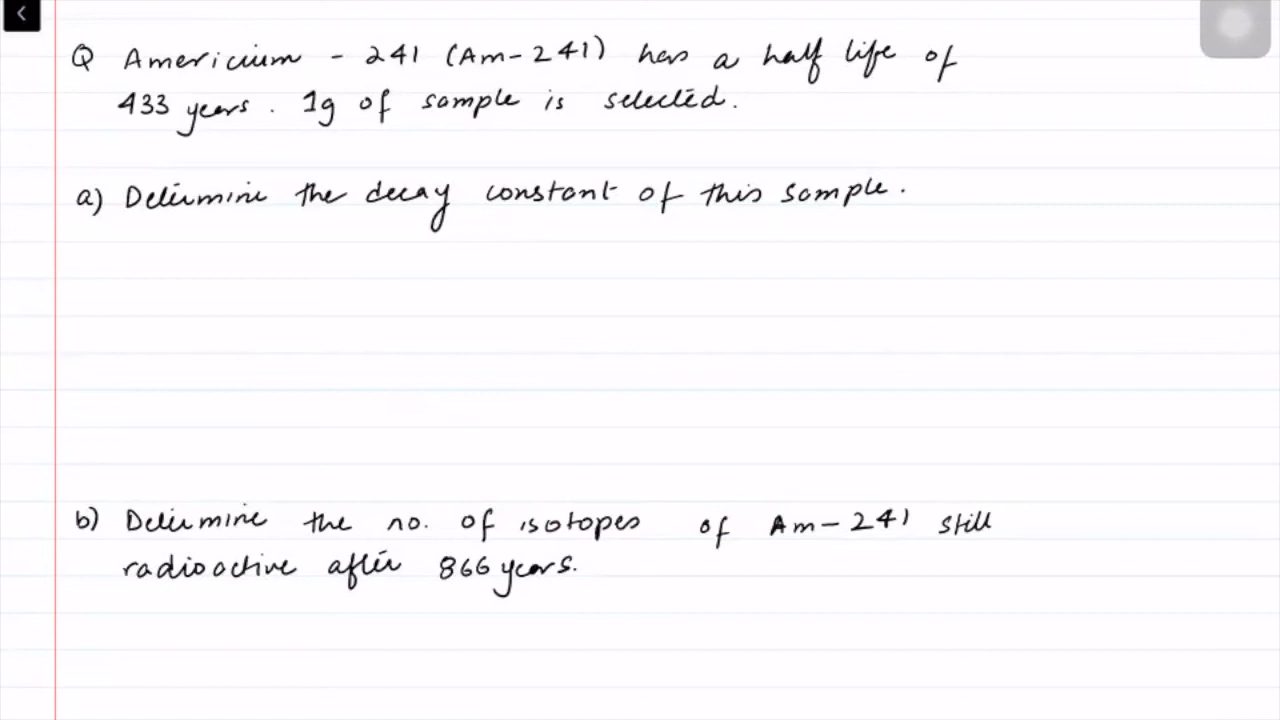 Q Americium - 241 (Am-241) has a half life of
433 years. 1g of sample is selected.
a) Determine the decay constant of this sample.
b) Determine the no. of isotopes of Am-241 still
radioactive after 866 years.